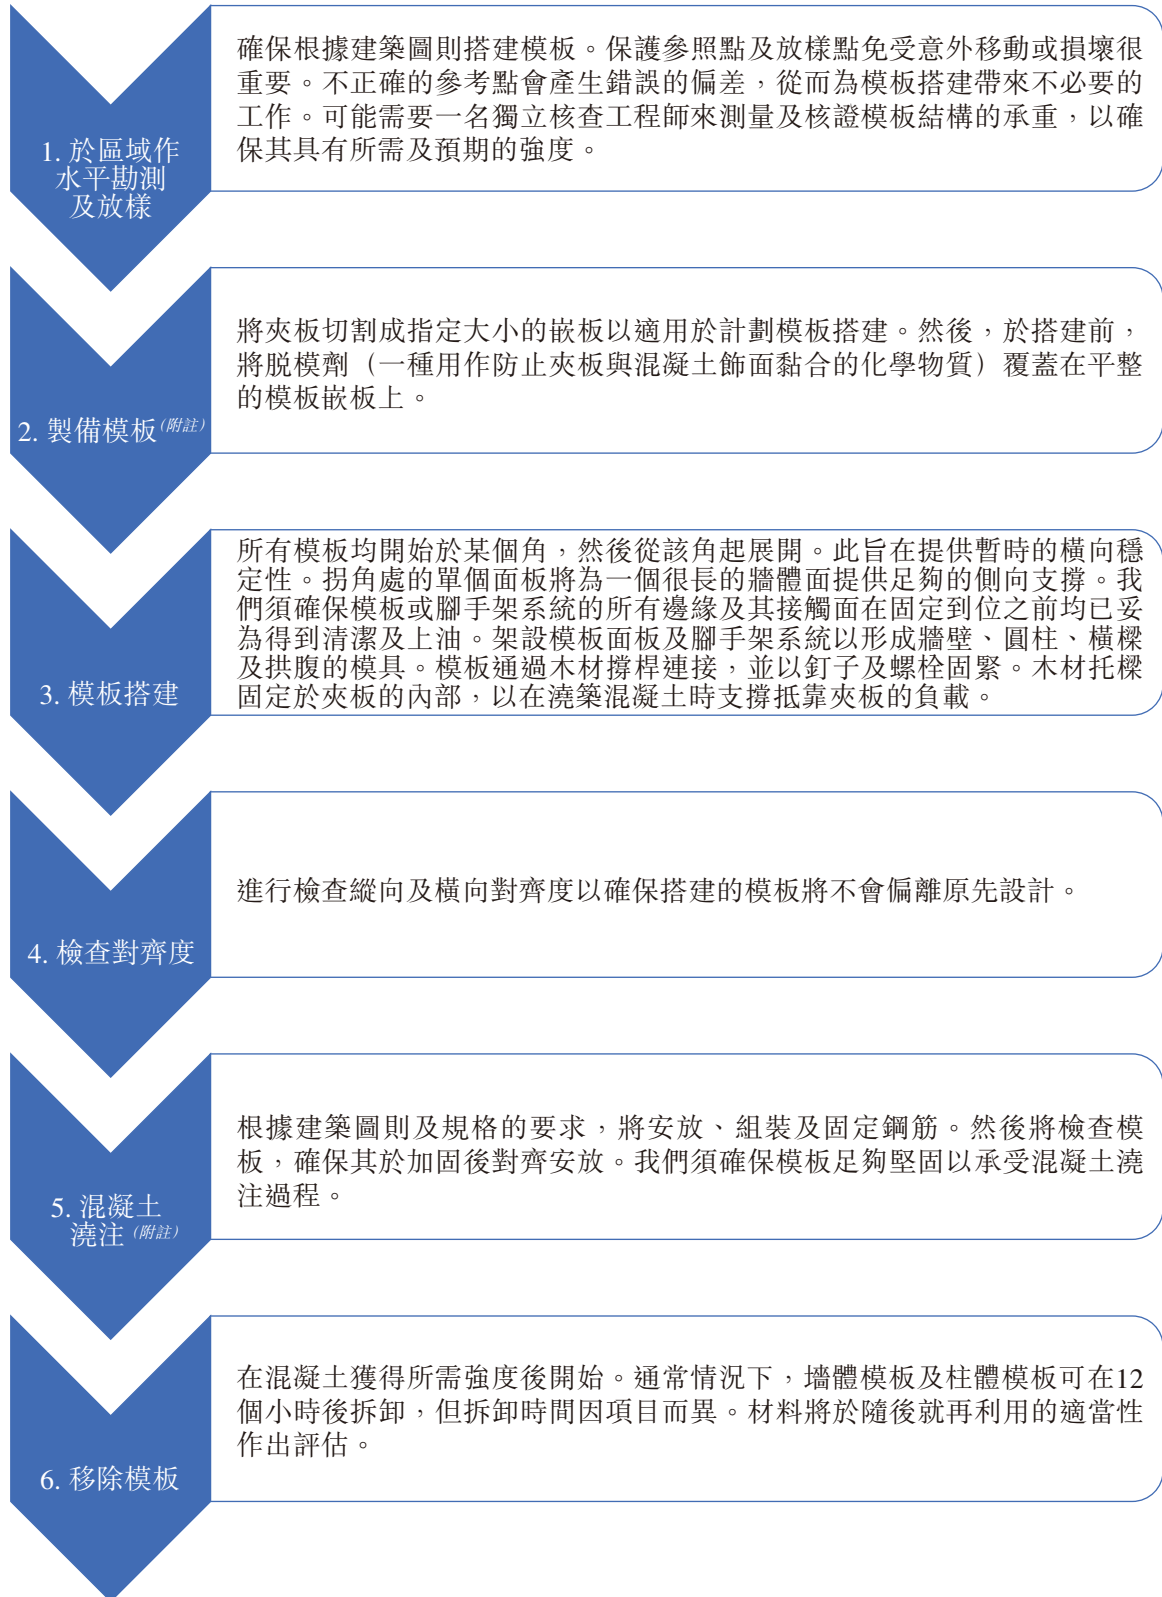 1. 於區域作
水平勘測
及放樣
確保根據建築圖則搭建模板。保護參照點及放樣點免受意外移動或損壞很
重要。不正確的參考點會產生錯誤的偏差，從而為模板搭建帶來不必要的
工作。可能需要一名獨立核查工程師來測量及核證模板結構的承重，以確
保其具有所需及預期的強度。
2. 製備模板(附註)
將夾板切割成指定大小的嵌板以適用於計劃模板搭建。然後，於搭建前，
將脫模劑（一種用作防止夾板與混凝土飾面黏合的化學物質）覆蓋在平整
的模板嵌板上。
3. 模板搭建
所有模板均開始於某個角，然後從該角起展開。此旨在提供暫時的橫向穩
定性。拐角處的單個面板將為一個很長的牆體面提供足夠的側向支撐。我
們須確保模板或腳手架系統的所有邊緣及其接觸面在固定到位之前均已妥
為得到清潔及上油。架設模板面板及腳手架系統以形成牆壁、圓柱、橫樑
及拱腹的模具。模板通過木材撐桿連接，並以釘子及螺栓固緊。木材托樑
固定於夾板的內部，以在澆築混凝土時支撐抵靠夾板的負載。
4. 檢查對齊度
進行檢查縱向及橫向對齊度以確保搭建的模板將不會偏離原先設計。
5. 混凝土
澆注(附註)
根據建築圖則及規格的要求，將安放、組裝及固定鋼筋。然後將檢查模
板，確保其於加固後對齊安放。我們須確保模板足夠堅固以承受混凝土澆
注過程。
6. 移除模板
在混凝土獲得所需強度後開始。通常情況下，墻體模板及柱體模板可在12
個小時後拆卸，但拆卸時間因項目而異。材料將於隨後就再利用的適當性
作出評估。